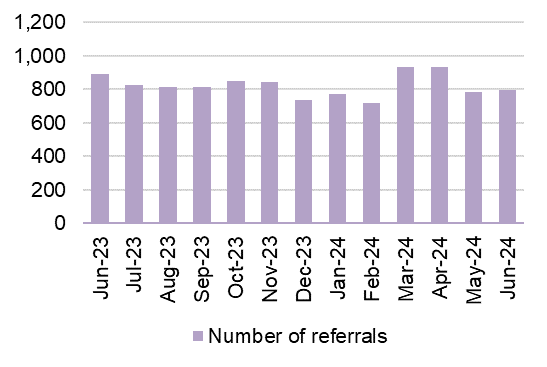 1,200
1,000
800
600
400
200
0
Jun-23
Jul-23
Aug-23
Sep-23
Oct-23
Nov-23
Dec-23
Jan-24
Feb-24
Mar-24
Apr-24
May-24
Jun-24
Number of referrals